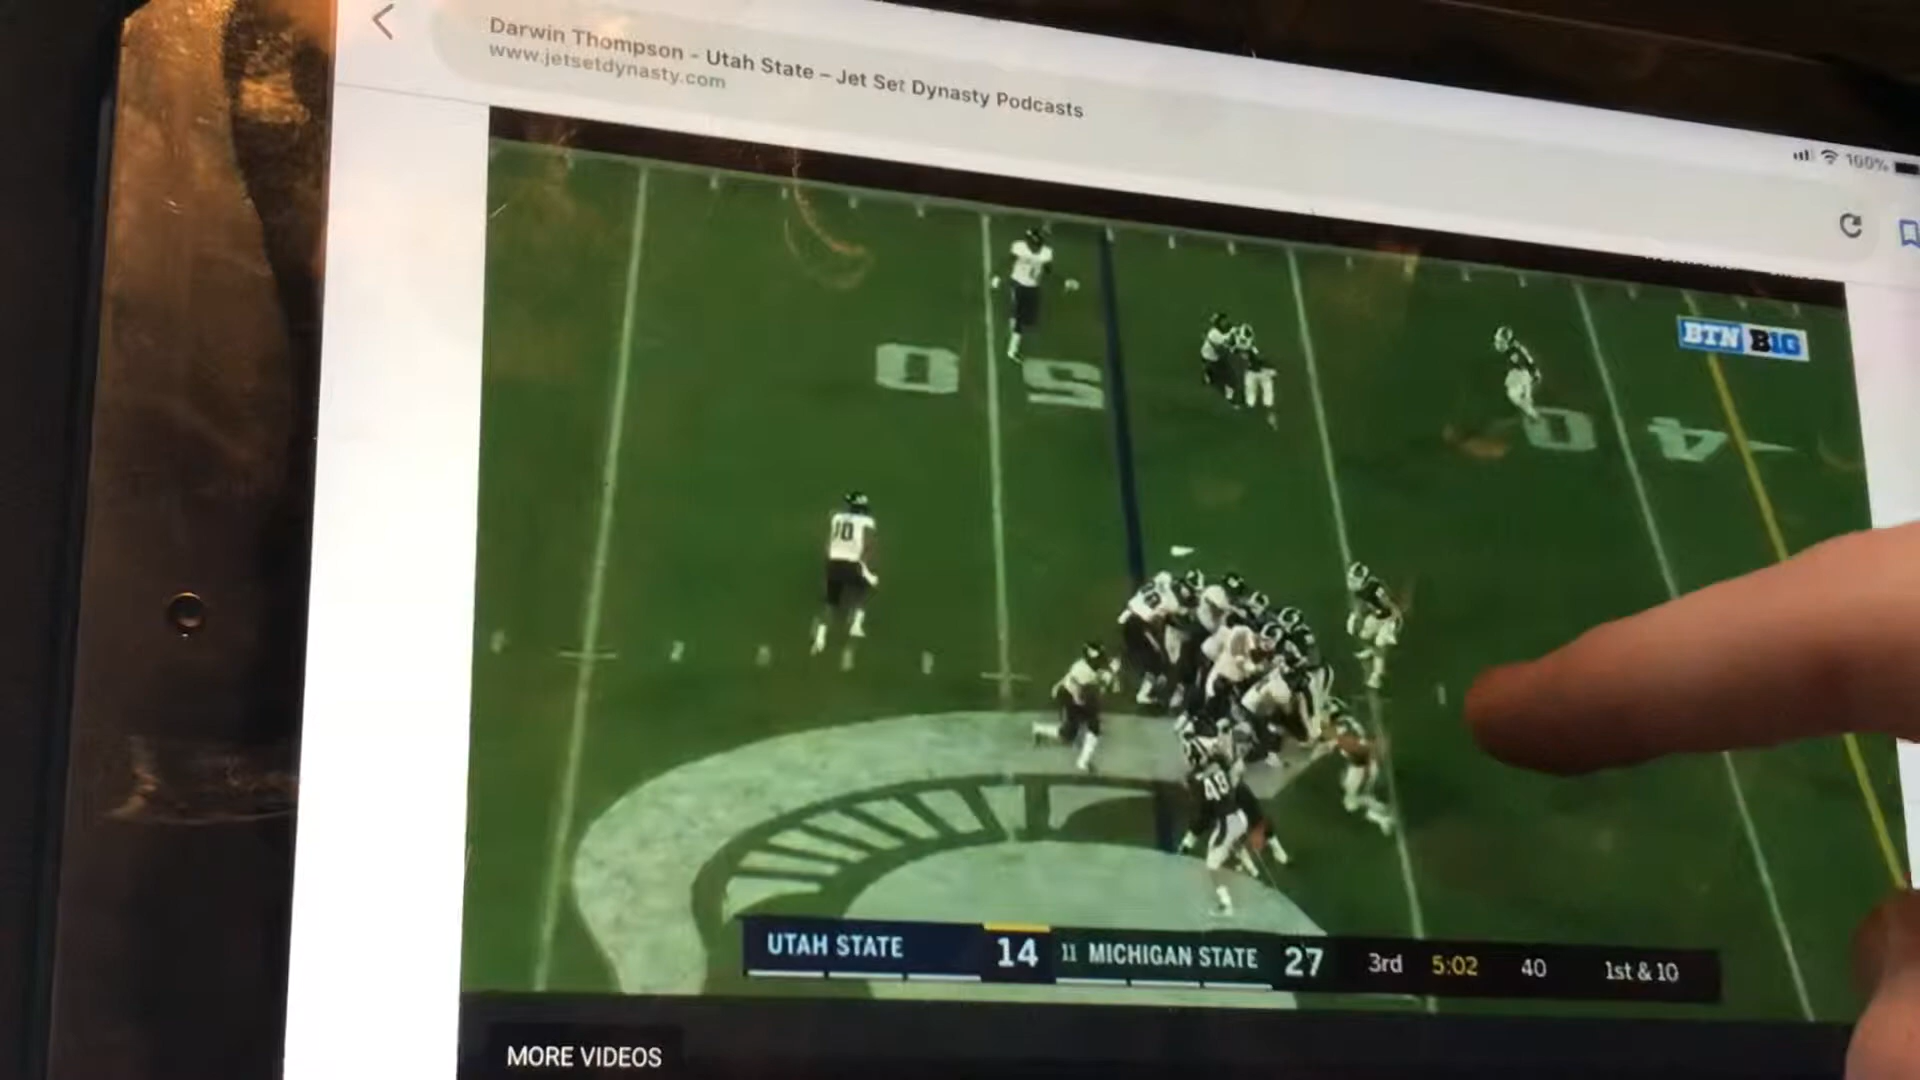 Darwin Thompson - Utah State – Jet Set Dynasty Podcasts
www.jetsetdynasty.com
100%
BTN B1G
50
40
10
48
UTAH STATE 14 11 MICHIGAN STATE 27 3rd 5:02 40 1st & 10
MORE VIDEOS